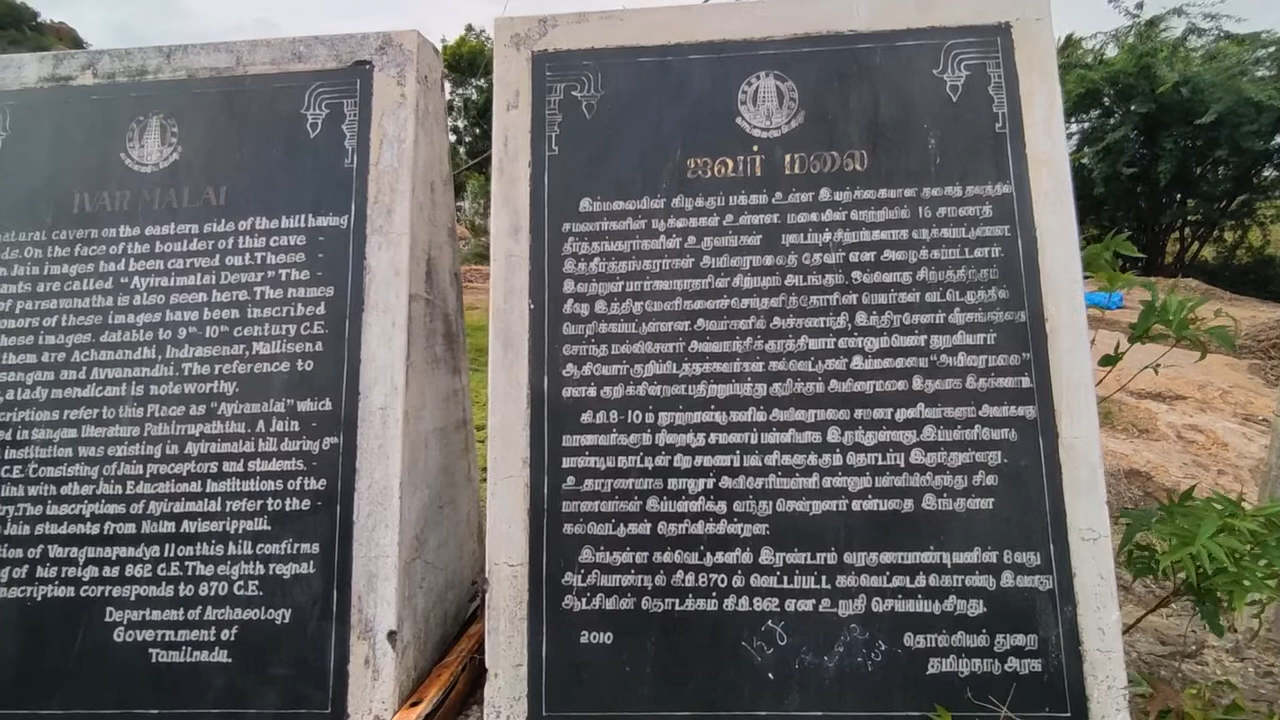 IVAR MALAI
natural cavern on the eastern side of the hill having
ds. On the face of the boulder of this cave
n Jain images had been carved out. These
ants are called "Ayiraimalai Devar" The
of parsavanatha is also seen here. The names
onors of these images have been inscribed
hese images. datable to 9th-10th century C.E.
them are Achanandhi, Indrasenar, Mallisena
sangam and Avvanandhi. The reference to
, a lady mendicant is noteworthy.
criptions refer to this Place as "Ayiramalai" which
ed in Sangam literature Pathirrupaththu. A Jain
institution was existing in Ayiraimalai hill during 8th
C.E. Consisting of Jain preceptors and students.
link with other Jain Educational Institutions of the
ry. The inscriptions of Ayiraimalai refer to the
Jain students from Nalm Aviserippalli.
tion of Varagunapandya II on this hill confirms
g of his reign as 862 C.E. The eighth regnal
nscription corresponds to 870 C.E.
Department of Archaeology
Government of
Tamilnadu.
ஐவர் மலை
இம்மலையின் கிழக்குப் பக்கம் உள்ள இயற்கையான குகைத் தலத்தில்
சமணர்களின் படுக்கைகள் உள்ளன. மலையின் நெற்றியில் 16 சமணத்
தீர்த்தங்கரர்களின் உருவங்கள் புடைப்புச்சிற்பங்களாக வடிக்கப்பட்டுள்ளன.
இத்தீர்த்தங்கரர்கள் அயிரைமலைத் தேவர் என அழைக்கப்பட்டனர்.
இவற்றுள் பார்சுவநாதரின் சிற்பமும் அடங்கும். ஒவ்வொரு சிற்பத்திற்கும்
கீழே இத்திருமேனிகளைச்செய்தளித்தோரின் பெயர்கள் வட்டெழுத்தில்
பொறிக்கப்பட்டுள்ளன. அவர்களில் அச்சணந்தி, இந்திரசேனர் வீரசங்கத்தை
சேர்ந்த மல்லிசேனர் அவ்வநந்திக்குரத்தியார் என்னும் பெண் துறவியார்
ஆகியோர் குறிப்பிடத்தக்கவர்கள். கல்வெட்டுகள் இம்மலையை "அயிரைமலை"
எனக் குறிக்கின்றன. பதிற்றுப்பத்து குறிக்கும் அயிரைமலை இதுவாக இருக்கலாம்.
கி.பி.8-10 ம் நூற்றாண்டுகளில் அயிரைமலை சமண முனிவர்களும் அவர்களது
மாணவர்களும் நிறைந்த சமணப் பள்ளியாக இருந்துள்ளது. இப்பள்ளியோடு
பாண்டிய நாட்டின் பிற சமணப் பள்ளிகளுக்கும் தொடர்பு இருந்துள்ளது.
உதாரணமாக நாலூர் அவிசேரிபள்ளி என்னும் பள்ளியிலிருந்து சில
மாணவர்கள் இப்பள்ளிக்கு வந்து சென்றனர் என்பதை இங்குள்ள
கல்வெட்டுகள் தெரிவிக்கின்றன.
இங்குள்ள கல்வெட்டுகளில் இரண்டாம் வரகுணபாண்டியனின் 8வது
அட்சியாண்டில் கி.பி.870 ல் வெட்டப்பட்ட கல்வெட்டைக் கொண்டு இவனது
ஆட்சியின் தொடக்கம் கி.பி.862 என உறுதி செய்யப்படுகிறது.
2010
தொல்லியல் துறை
தமிழ்நாடு அரசு